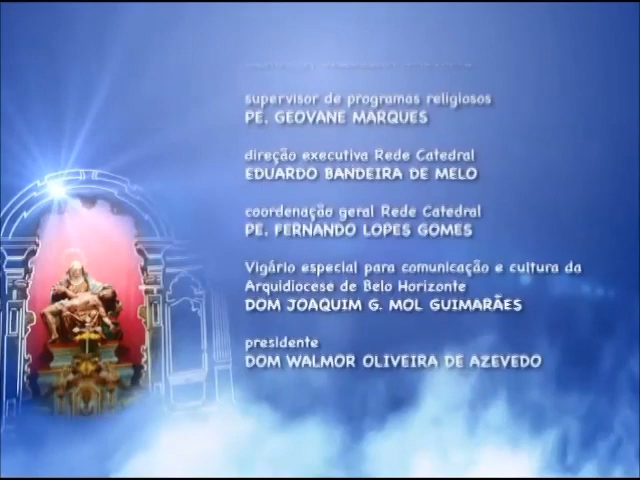 supervisor de programas religiosos
PE. GEOVANE MARQUES
direção executiva Rede Catedral
EDUARDO BANDEIRA DE MELO
coordenação geral Rede Catedral
PE. FERNANDO LOPES GOMES
Vigário especial para comunicação e cultura da
Arquidiocese de Belo Horizonte
DOM JOAQUIM G. MOL GUIMARÃES
presidente
DOM WALMOR OLIVEIRA DE AZEVEDO